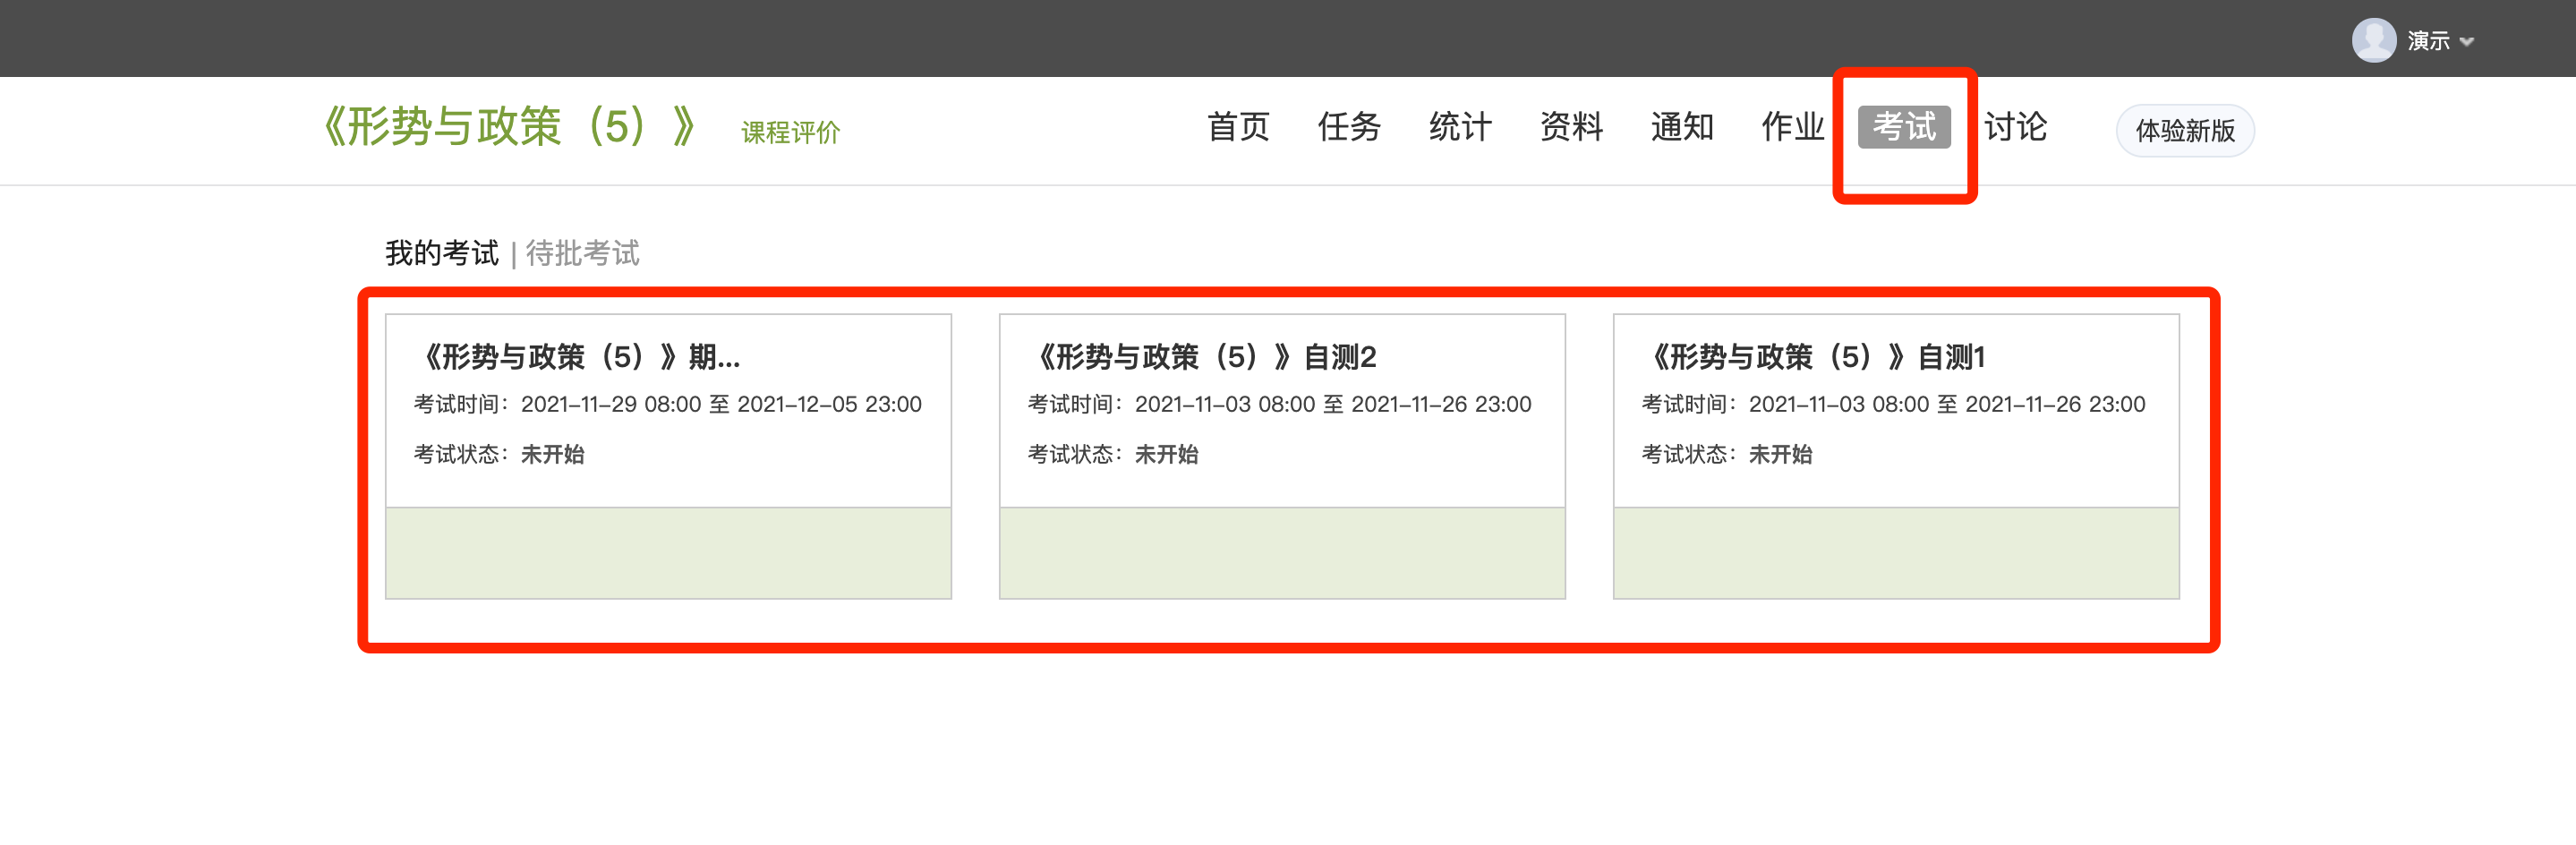 演示
《形势与政策（5）》 课程评价 首页 任务 统计 资料 通知 作业 考试 讨论 体验新版
我的考试 | 待批考试
《形势与政策（5）》期...
考试时间：2021-11-29 08:00 至 2021-12-05 23:00
考试状态：未开始
《形势与政策（5）》自测2
考试时间：2021-11-03 08:00 至 2021-11-26 23:00
考试状态：未开始
《形势与政策（5）》自测1
考试时间：2021-11-03 08:00 至 2021-11-26 23:00
考试状态：未开始